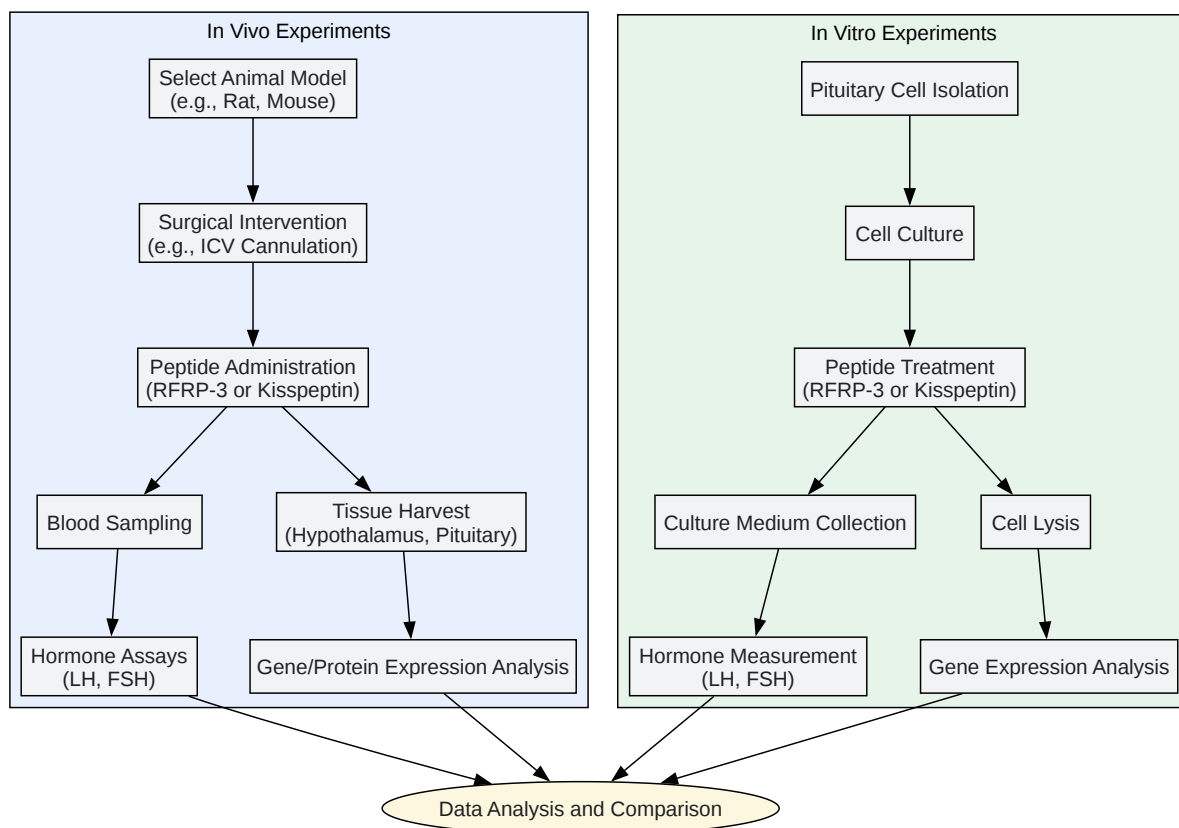 In Vivo Experiments
Select Animal Model
(e.g., Rat, Mouse)
Surgical Intervention
(e.g., ICV Cannulation)
Peptide Administration
(RFRP-3 or Kisspeptin)
Blood Sampling
Tissue Harvest
(Hypothalamus, Pituitary)
Hormone Assays
(LH, FSH)
Gene/Protein Expression Analysis
In Vitro Experiments
Pituitary Cell Isolation
Cell Culture
Peptide Treatment
(RFRP-3 or Kisspeptin)
Culture Medium Collection
Cell Lysis
Hormone Measurement
(LH, FSH)
Gene Expression Analysis
Data Analysis and Comparison